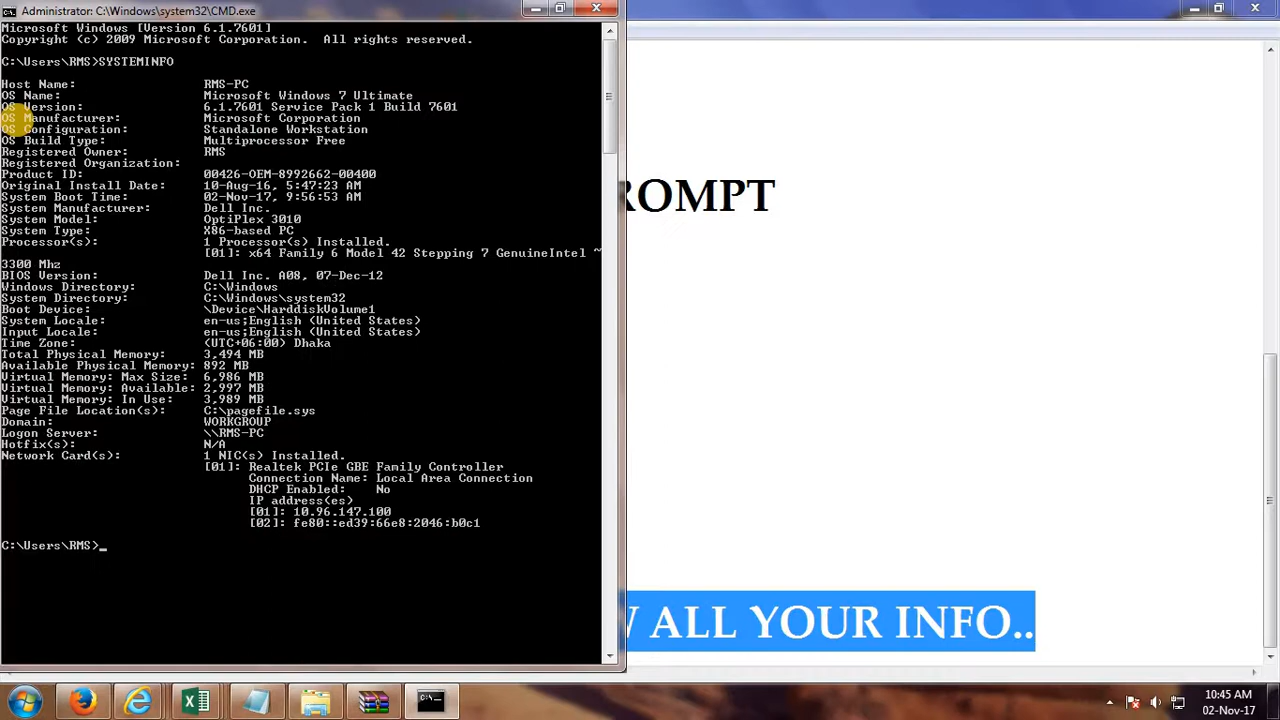 Administrator: C:\Windows\system32\CMD.exe
Microsoft Windows [Version 6.1.7601]
Copyright (c) 2009 Microsoft Corporation.  All rights reserved.
C:\Users\RMS>SYSTEMINFO
Host Name: RMS-PC
OS Name: Microsoft Windows 7 Ultimate
OS Version: 6.1.7601 Service Pack 1 Build 7601
OS Manufacturer: Microsoft Corporation
OS Configuration: Standalone Workstation
OS Build Type: Multiprocessor Free
Registered Owner: RMS
Registered Organization:
Product ID: 00426-OEM-8992662-00400
Original Install Date: 10-Aug-16, 5:47:23 AM
System Boot Time: 02-Nov-17, 9:56:53 AM
System Manufacturer: Dell Inc.
System Model: OptiPlex 3010
System Type: X86-based PC
Processor(s): 1 Processor(s) Installed.
[01]: x64 Family 6 Model 42 Stepping 7 GenuineIntel ~
3300 Mhz
BIOS Version: Dell Inc. A08, 07-Dec-12
Windows Directory: C:\Windows
System Directory: C:\Windows\system32
Boot Device: \Device\HarddiskVolume1
System Locale: en-us;English (United States)
Input Locale: en-us;English (United States)
Time Zone: (UTC+06:00) Dhaka
Total Physical Memory: 3,494 MB
Available Physical Memory: 892 MB
Virtual Memory: Max Size: 6,986 MB
Virtual Memory: Available: 2,997 MB
Virtual Memory: In Use: 3,989 MB
Page File Location(s): C:\pagefile.sys
Domain: WORKGROUP
Logon Server: \\RMS-PC
Hotfix(s): N/A
Network Card(s): 1 NIC(s) Installed.
[01]: Realtek PCIe GBE Family Controller
Connection Name: Local Area Connection
DHCP Enabled: No
IP address(es)
[01]: 10.96.147.100
[02]: fe80::ed39:66e8:2046:b0c1
C:\Users\RMS>_
ROMPT
W ALL YOUR INFO..
10:45 AM
02-Nov-17